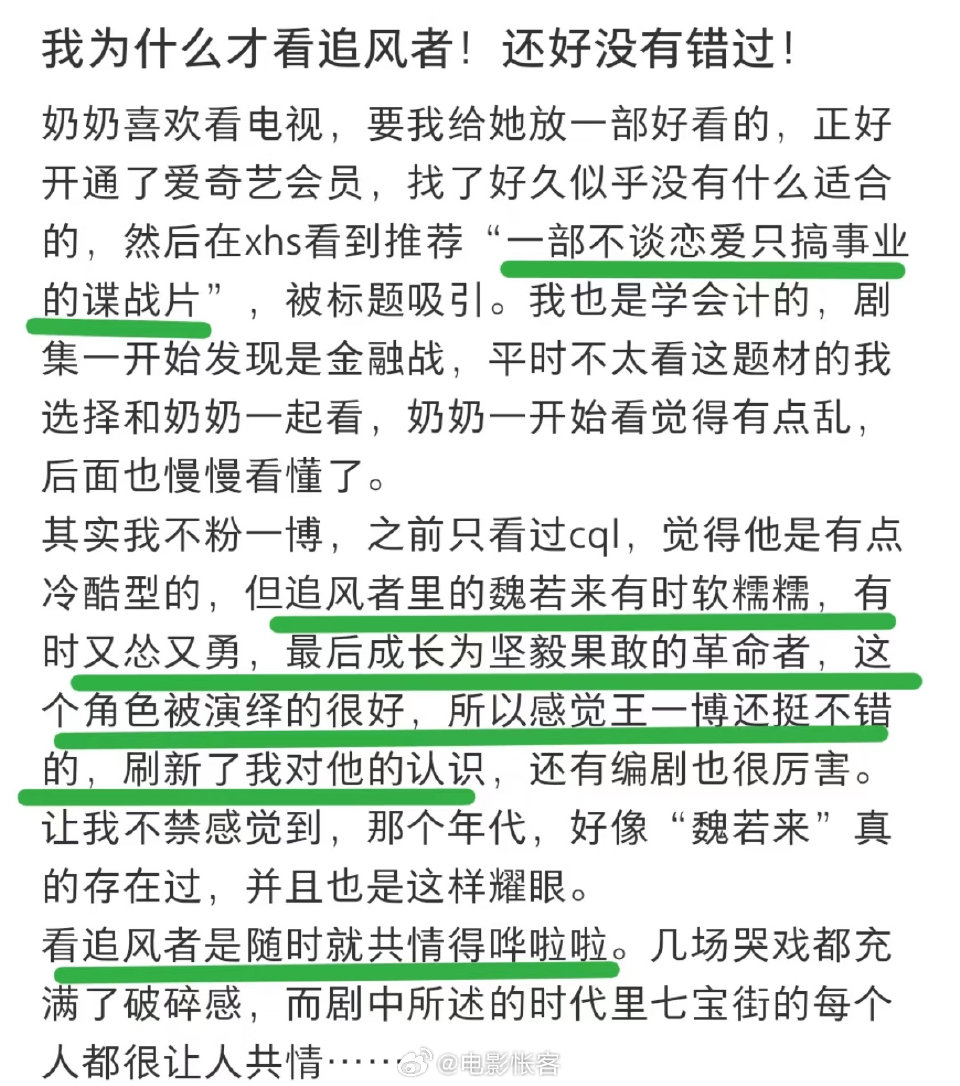 我为什么才看追风者！还好没有错过！
奶奶喜欢看电视，要我给她放一部好看的，正好
开通了爱奇艺会员，找了好久似乎没有什么适合
的，然后在xhs看到推荐“一部不谈恋爱只搞事业
的谍战片”，被标题吸引。我也是学会计的，剧
集一开始发现是金融战，平时不太看这题材的我
选择和奶奶一起看，奶奶一开始看觉得有点乱，
后面也慢慢看懂了。
其实我不粉一博，之前只看过cql，觉得他是有点
冷酷型的，但追风者里的魏若来有时软糯糯，有
时又怂又勇，最后成长为坚毅果敢的革命者，这
个角色被演绎的很好，所以感觉王一博还挺不错
的，刷新了我对他的认识，还有编剧也很厉害。
让我不禁感觉到，那个年代，好像“魏若来”真
的存在过，并且也是这样耀眼。
看追风者是随时就共情得哗啦啦。几场哭戏都充
满了破碎感，而剧中所述的时代里七宝街的每个
人都很让人共情……
@电影怅客